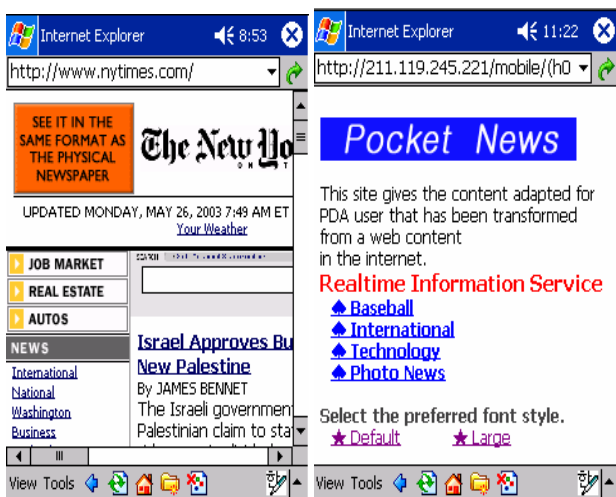 Internet Explorer 8:53
http://www.nytimes.com/
SEE IT IN THE
SAME FORMAT AS
THE PHYSICAL
NEWSPAPER
The New Yo
UPDATED MONDAY, MAY 26, 2003 7:49 AM ET
Your Weather
JOB MARKET
REAL ESTATE
AUTOS
NEWS
International
National
Washington
Business
SEARCH
Israel Approves Bu
New Palestine
By JAMES BENNET
The Israeli governmen
Palestinian claim to sta
View Tools
Internet Explorer 11:22
http://211.119.245.221/mobile/(h0
Pocket News
This site gives the content adapted for
PDA user that has been transformed
from a web content
in the internet.
Realtime Information Service
Baseball
International
Technology
Photo News
Select the preferred font style.
Default Large
View Tools